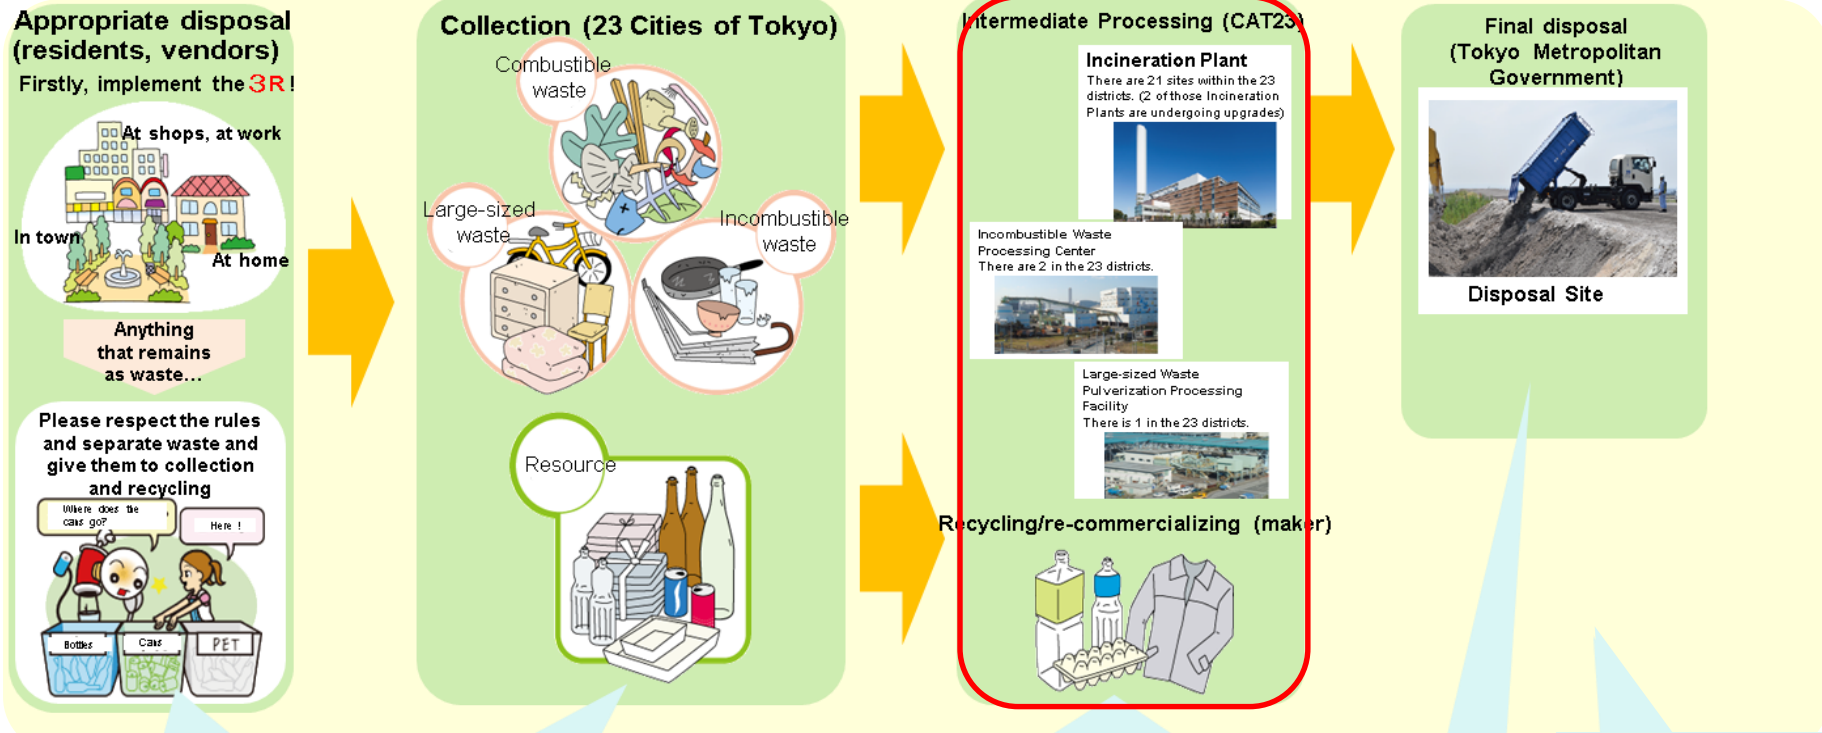 Appropriate disposal
(residents, vendors)
Firstly, implement the 3R!
At shops, at work
In town
At home
Anything
that remains
as waste...
Please respect the rules
and separate waste and
give them to collection
and recycling
Where does the
cans go?
Here !
Bottles
Cans
PET
Collection (23 Cities of Tokyo)
Combustible
waste
Large-sized
waste
Incombustible
waste
Resource
Intermediate Processing (CAT23)
Incineration Plant
There are 21 sites within the 23
districts. (2 of those Incineration
Plants are undergoing upgrades)
Incombustible Waste
Processing Center
There are 2 in the 23 districts.
Large-sized Waste
Pulverization Processing
Facility
There is 1 in the 23 districts.
Recycling/re-commercializing (maker)
Final disposal
(Tokyo Metropolitan
Government)
Disposal Site